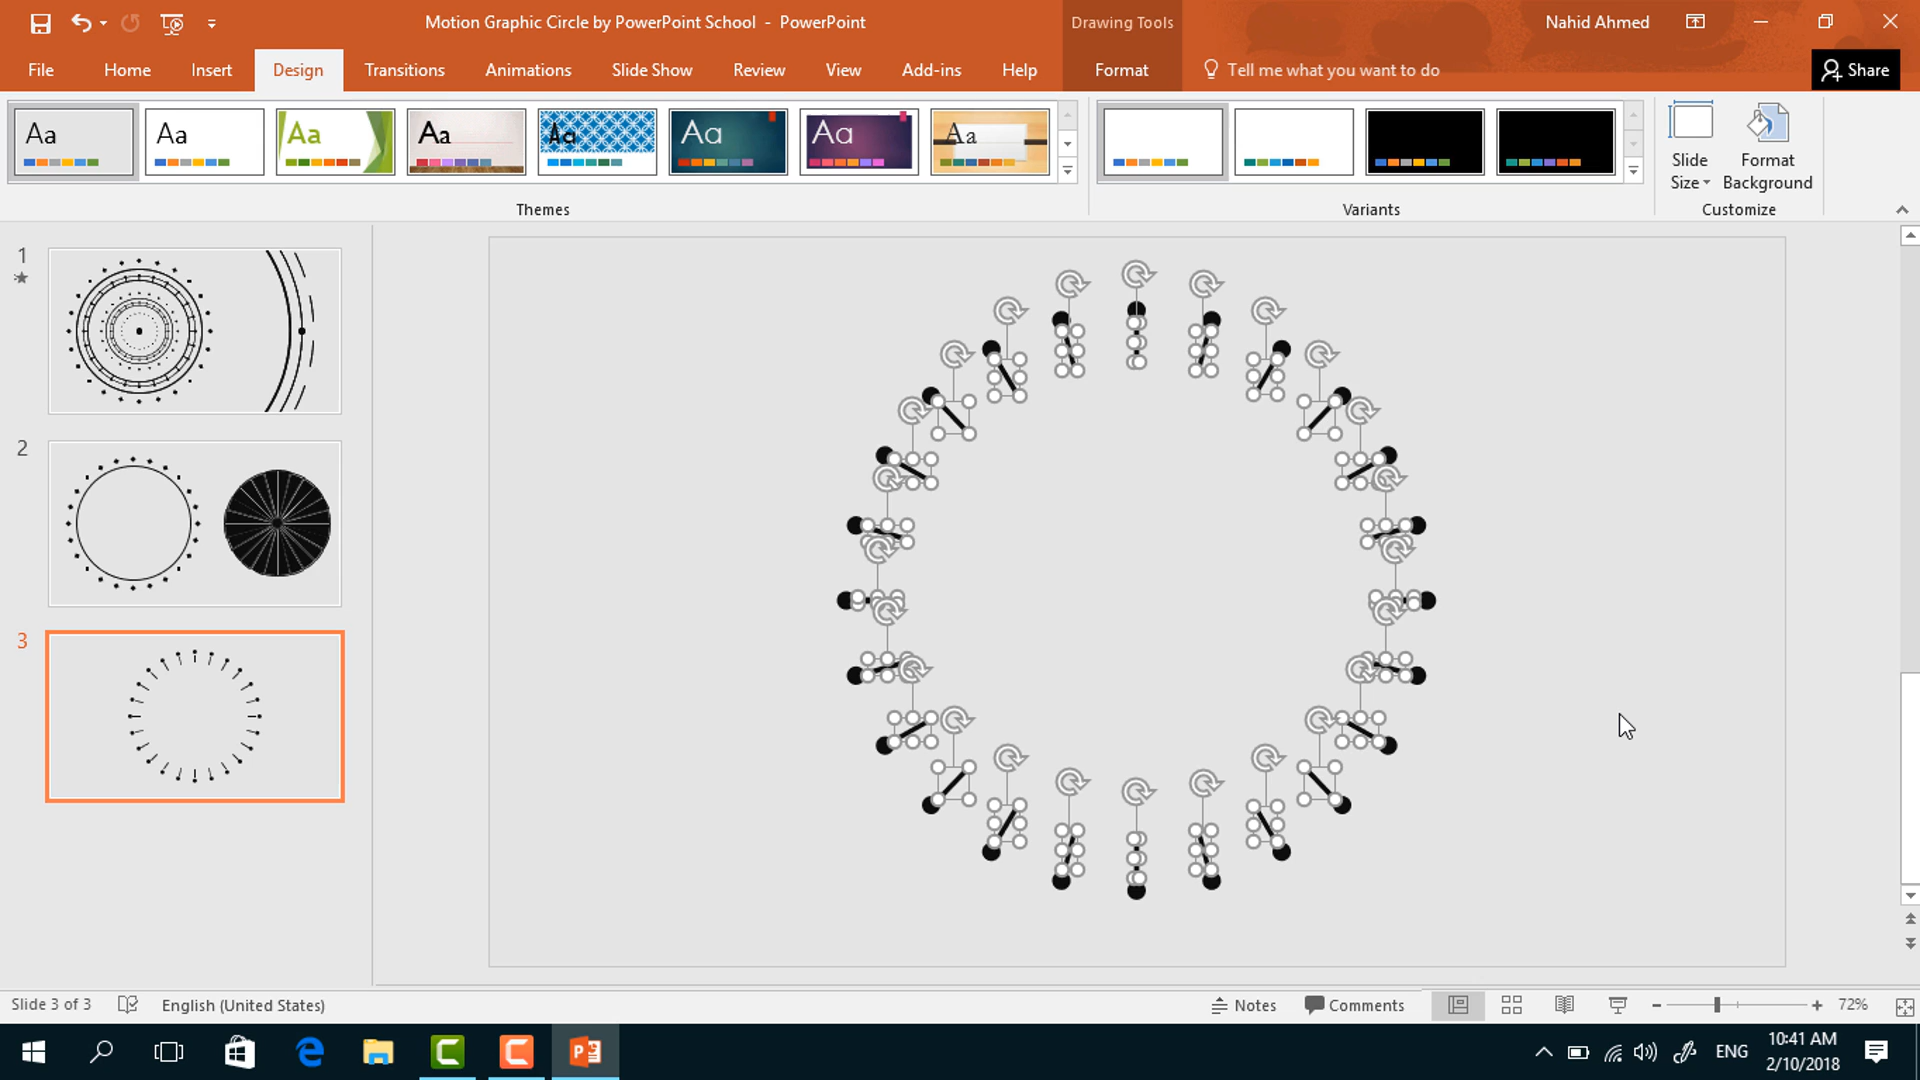 Motion Graphic Circle by PowerPoint School - PowerPoint
Drawing Tools
Nahid Ahmed
File Home Insert Design Transitions Animations Slide Show Review View Add-ins Help Format Tell me what you want to do Share
Aa Aa Aa Aa Aa Aa Aa Aa
Slide Size
Format Background
Themes Variants Customize
1
2
3
Slide 3 of 3 English (United States) Notes Comments 72%
ENG
10:41 AM
2/10/2018